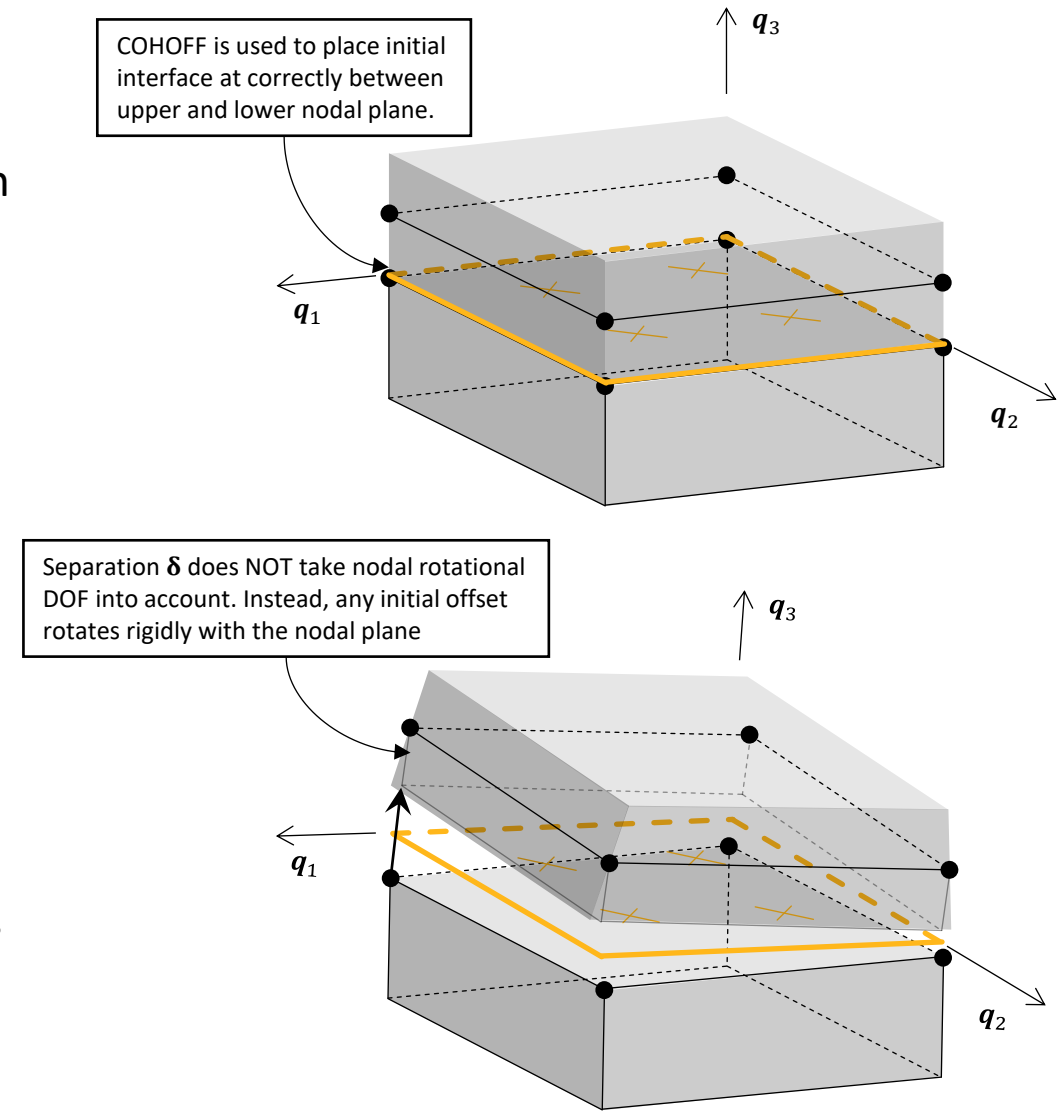 COHOFF is used to place initial
interface at correctly between
upper and lower nodal plane.
q₃
n
q₁
q₂
Separation δ does NOT take nodal rotational
DOF into account. Instead, any initial offset
rotates rigidly with the nodal plane
q₃
q₁
q₂